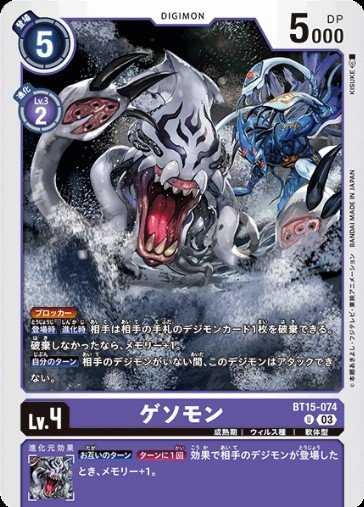 DIGIMON
登場
5
5000
DP
進化
Lv.3
2
KISUKE
BANDAI MADE IN JAPAN
©本郷あきよし・フジテレビ・東映アニメーション
ブロッカー
登場時 進化時 相手は相手の手札のデジモンカード1枚を破棄できる。
破棄しなかったなら、メモリー+1。
自分のターン 相手のデジモンがいない間、このデジモンはアタックでき
ない。
Lv.4
ゲソモン
BT15-074
U 03
成熟期 ウィルス種 軟体型
進化元効果
お互いのターン ターンに1回 効果で相手のデジモンが登場した
とき、メモリー+1。